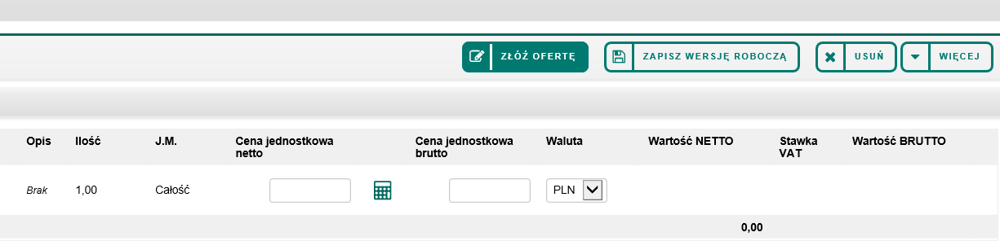 ZŁÓŻ OFERTĘ ZAPISZ WERSJĘ ROBOCZĄ USUŃ WIĘCEJ
Opis Ilość J.M. Cena jednostkowa netto Cena jednostkowa brutto Waluta Wartość NETTO Stawka VAT Wartość BRUTTO
Brak 1,00 Całość PLN
0,00